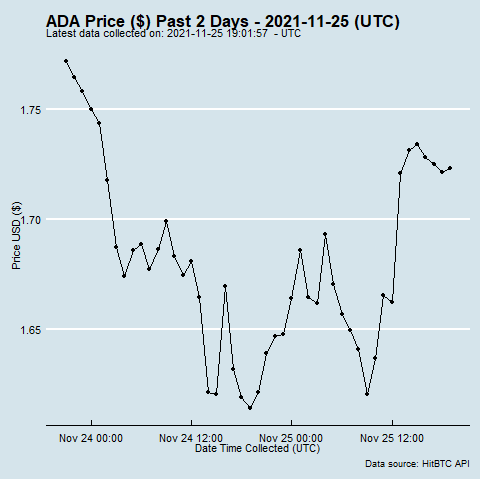 ADA Price ($) Past 2 Days - 2021-11-25 (UTC)
Latest data collected on: 2021-11-25 19:01:57 - UTC
1.75
1.70
1.65
Price USD ($)
Nov 24 00:00 Nov 24 12:00 Nov 25 00:00 Nov 25 12:00
Date Time Collected (UTC)
Data source: HitBTC API